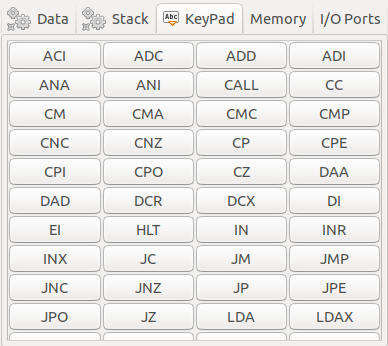 Data Stack Abc KeyPad Memory I/O Ports
ACI ADC ADD ADI
ANA ANI CALL CC
CM CMA CMC CMP
CNC CNZ CP CPE
CPI CPO CZ DAA
DAD DCR DCX DI
EI HLT IN INR
INX JC JM JMP
JNC JNZ JP JPE
JPO JZ LDA LDAX